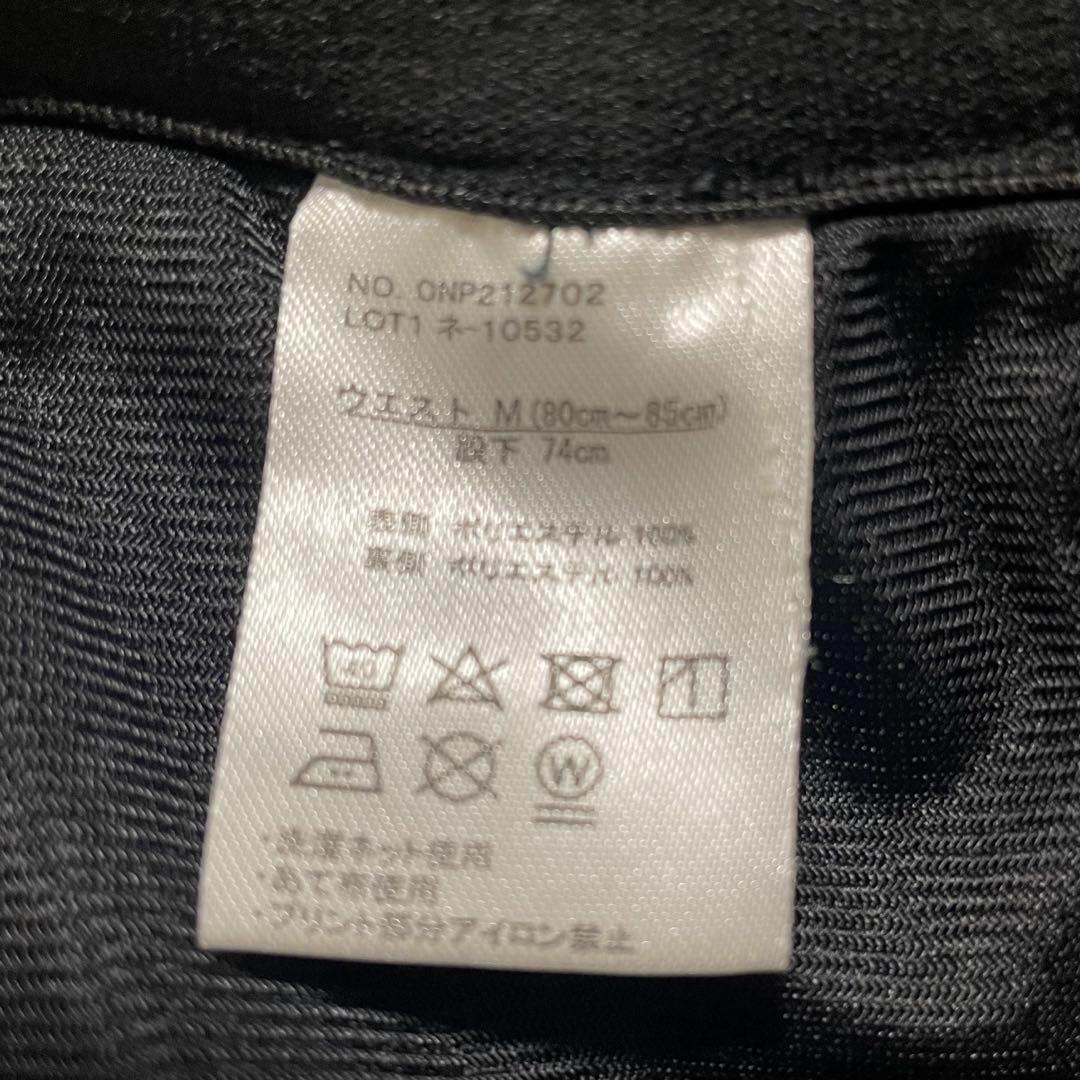 NO. ONP212702
LOT1 ネ-10532
ウエスト M(80cm～85cm)
股下 74cm
表側 ポリエステル 100%
裏側 ポリエステル 100%
40
W
・洗濯ネット使用
・あて布使用
・プリント部分アイロン禁止